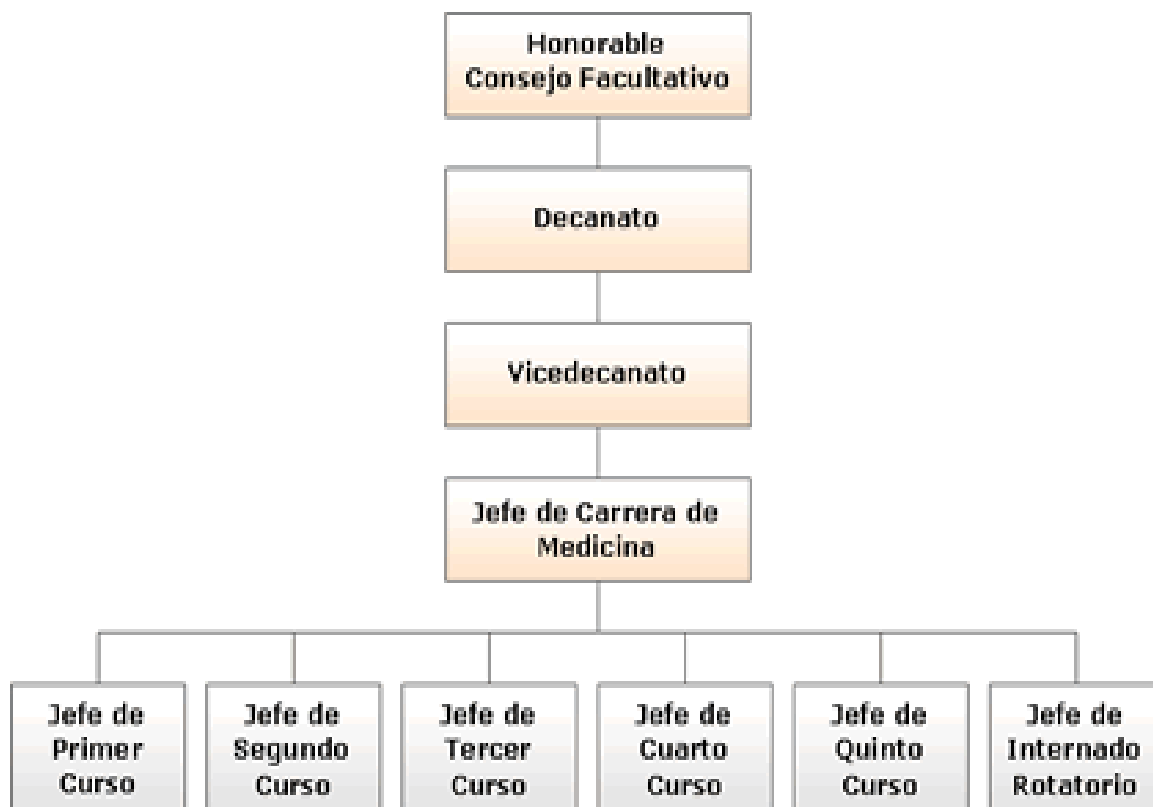 Honorable
Consejo Facultativo
Decanato
Vicedecanato
Jefe de Carrera de
Medicina
Jefe de
Primer
Curso
Jefe de
Segundo
Curso
Jefe de
Tercer
Curso
Jefe de
Cuarto
Curso
Jefe de
Quinto
Curso
Jefe de
Internado
Rotatorio